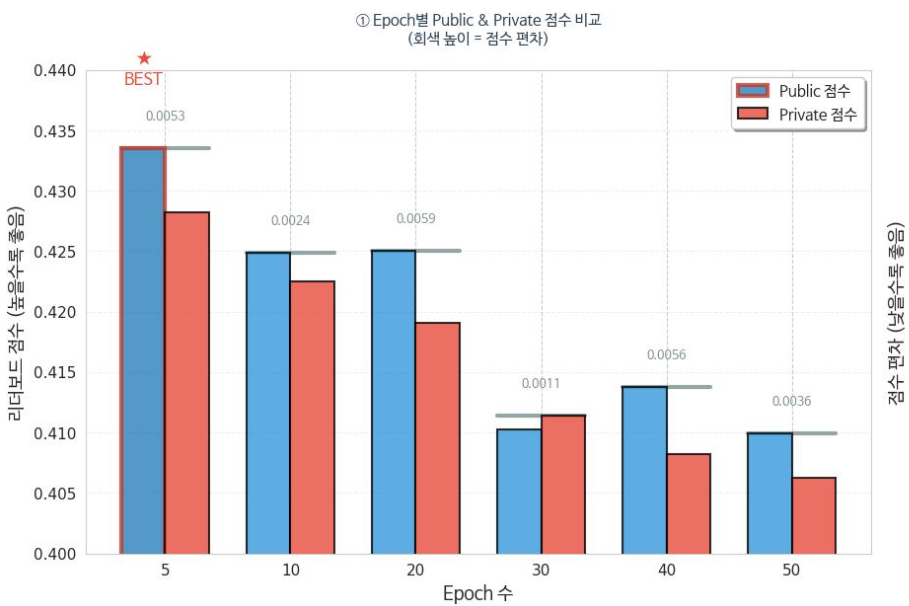 ① Epoch별 Public & Private 점수 비교
(회색 높이 = 점수 편차)
★
BEST
Public 점수
Private 점수
0.440
0.435
0.430
0.425
0.420
0.415
0.410
0.405
0.400
리더보드 점수 (높을수록 좋음)
0.0053
0.0024
0.0059
0.0011
0.0056
0.0036
점수 편차 (낮을수록 좋음)
5
10
20
30
40
50
Epoch 수